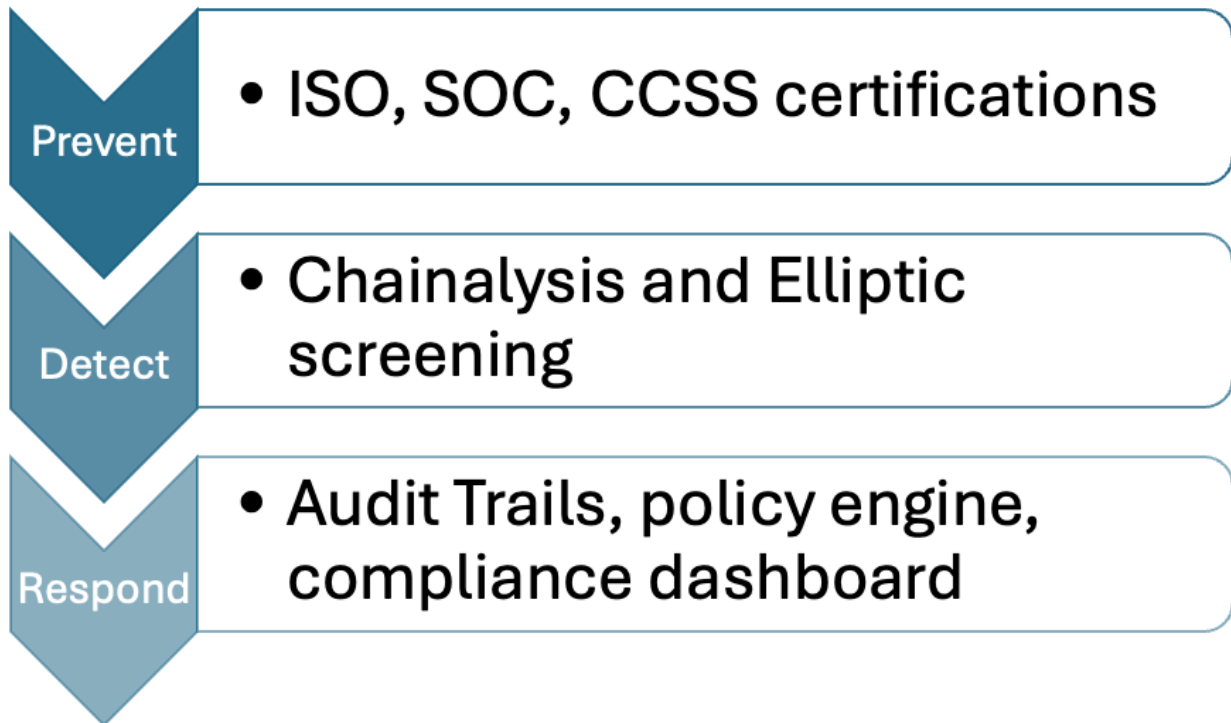 Prevent
• ISO, SOC, CCSS certifications
Detect
• Chainalysis and Elliptic
screening
Respond
• Audit Trails, policy engine,
compliance dashboard